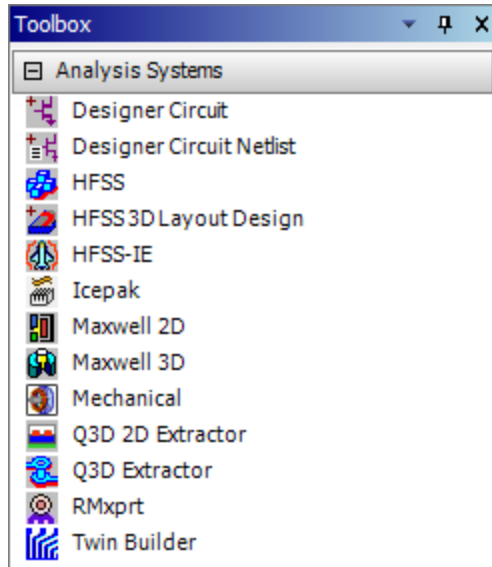 Toolbox
Analysis Systems
Designer Circuit
Designer Circuit Netlist
HFSS
HFSS 3D Layout Design
HFSS-IE
Icepak
Maxwell 2D
Maxwell 3D
Mechanical
Q3D 2D Extractor
Q3D Extractor
RMxprt
Twin Builder